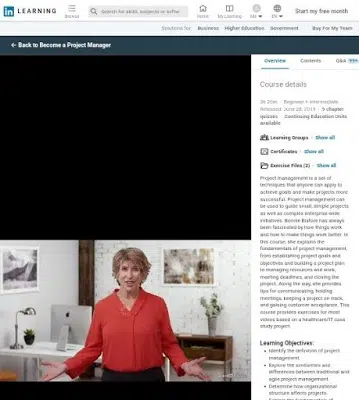 in LEARNING
Browse
Search for skills, subjects or softw
Home
My Learning
Me
EN
Start my free month
Solutions for:
Business
Higher Education
Government
Buy For My Team
← Back to Become a Project Manager
Overview
Contents
Q&A
Course details
Beginner + Intermediate
Released: June 28, 2019
9 chapter
quizzes
Continuing Education Units
available
Learning Groups · Show all
Certificates · Show all
Exercise Files (2) · Show all
Project management is a set of
techniques that anyone can apply to
achieve goals and make projects more
successful. Project management can
be used to guide small, simple projects
as well as complex enterprise-wide
initiatives. Bonnie Biafore has always
been fascinated by how things work
and how to make things work better. In
this course, she explains the
fundamentals of project management,
from establishing project goals and
objectives and building a project plan
to managing resources and work,
meeting deadlines, and closing the
project. Along the way, she provides
tips for communicating, holding
meetings, keeping a project on track,
and gaining customer acceptance. This
course provides exercises for most
videos based on a healthcare/IT case
study project.
Learning Objectives:
• Identify the definition of project
management.
• Explore the similarities and
differences between traditional and
agile project management.
• Determine how organizational
structure affects projects.